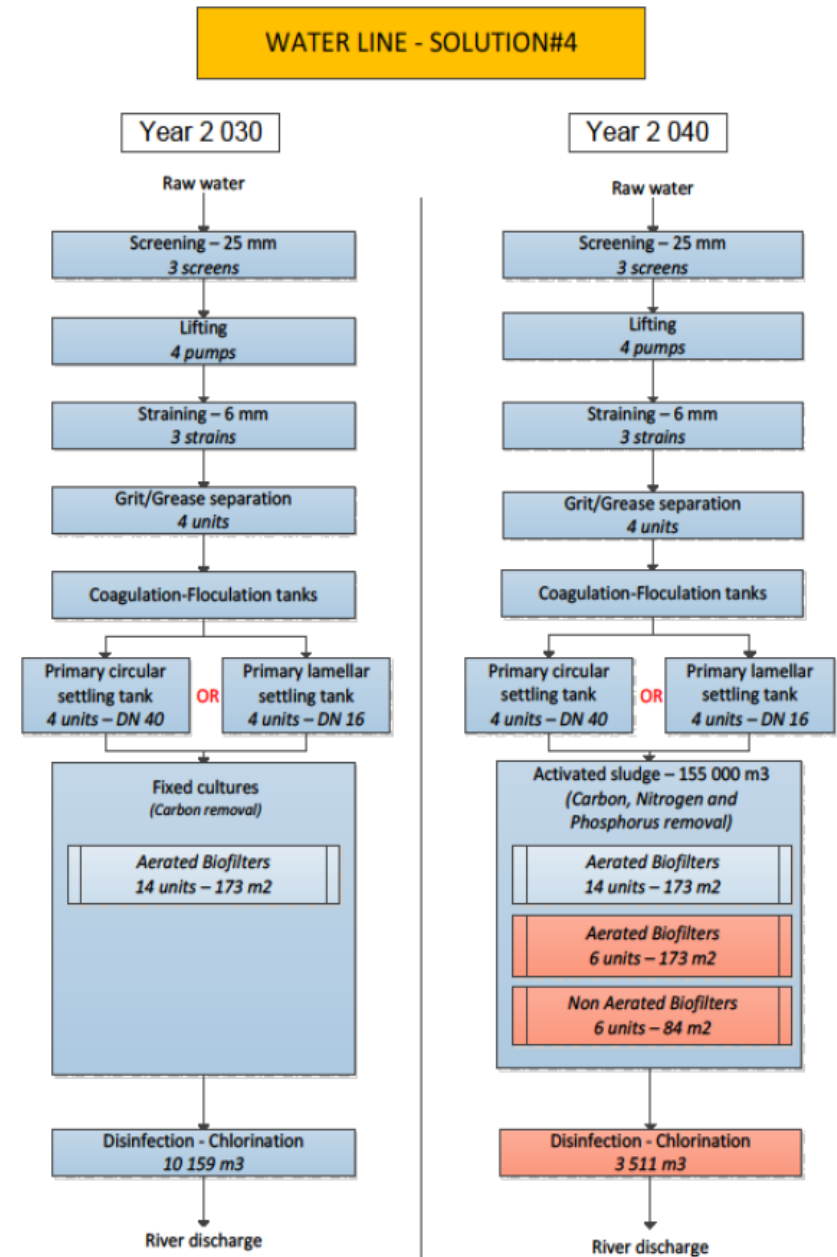 WATER LINE - SOLUTION#4
Year 2 030
Raw water
Screening – 25 mm
3 screens
Lifting
4 pumps
Straining – 6 mm
3 strains
Grit/Grease separation
4 units
Coagulation-Floculation tanks
Primary circular
settling tank
4 units – DN 40
OR
Primary lamellar
settling tank
4 units – DN 16
Fixed cultures
(Carbon removal)
Aerated Biofilters
14 units – 173 m2
Disinfection - Chlorination
10 159 m3
River discharge
Year 2 040
Raw water
Screening – 25 mm
3 screens
Lifting
4 pumps
Straining – 6 mm
3 strains
Grit/Grease separation
4 units
Coagulation-Floculation tanks
Primary circular
settling tank
4 units – DN 40
OR
Primary lamellar
settling tank
4 units – DN 16
Activated sludge – 155 000 m3
(Carbon, Nitrogen and
Phosphorus removal)
Aerated Biofilters
14 units – 173 m2
Aerated Biofilters
6 units – 173 m2
Non Aerated Biofilters
6 units – 84 m2
Disinfection - Chlorination
3 511 m3
River discharge